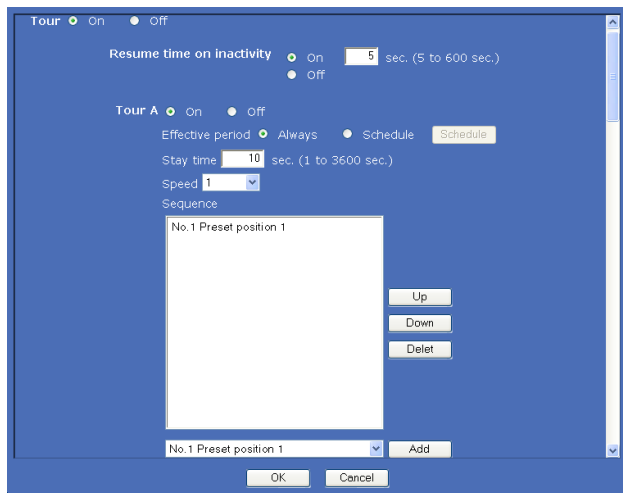 Tour On Off
Resume time on inactivity On 5 sec. (5 to 600 sec.)
Off
Tour A On Off
Effective period Always Schedule Schedule
Stay time 10 sec. (1 to 3600 sec.)
Speed 1
Sequence
No.1 Preset position 1
Up
Down
Delet
No.1 Preset position 1 Add
OK Cancel